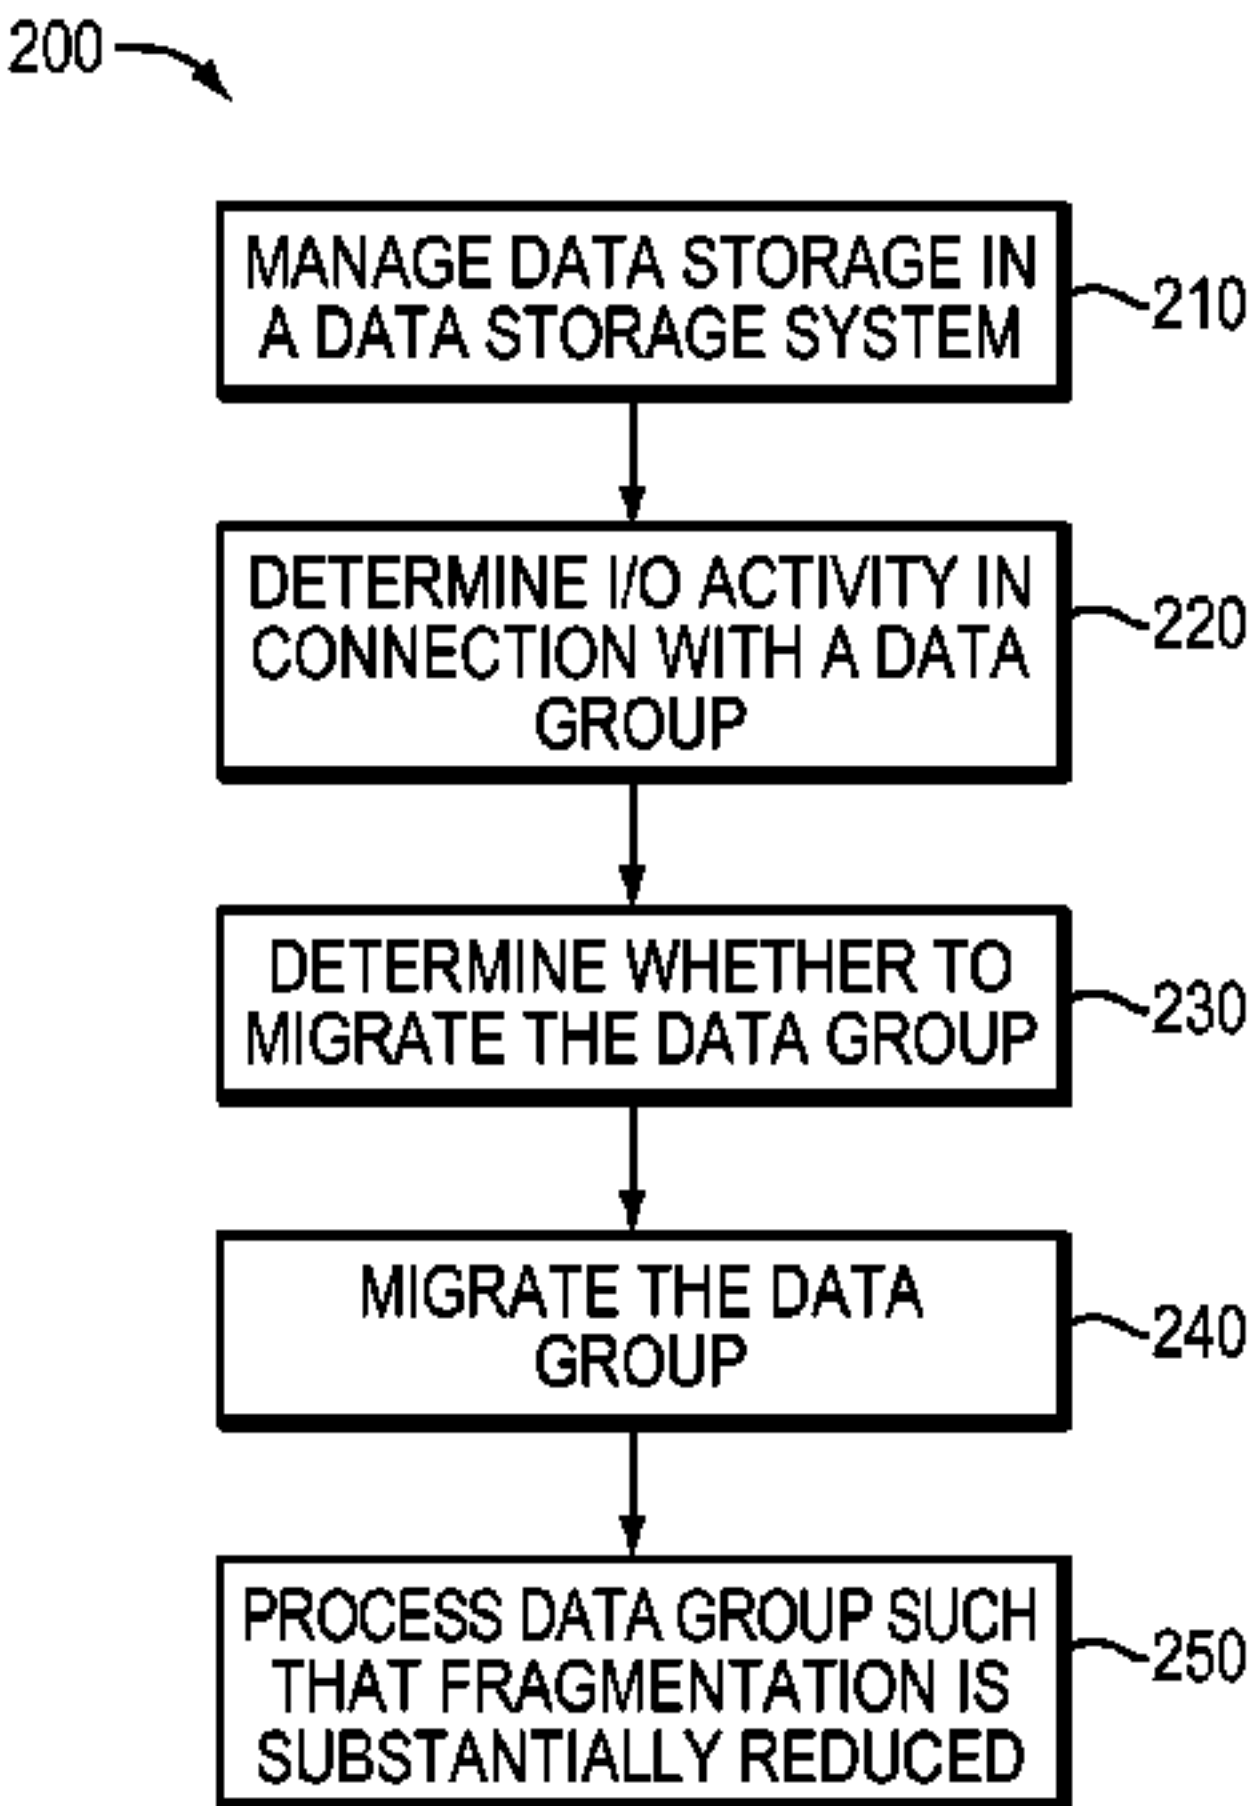 200
MANAGE DATA STORAGE IN
A DATA STORAGE SYSTEM
210
DETERMINE I/O ACTIVITY IN
CONNECTION WITH A DATA
GROUP
220
DETERMINE WHETHER TO
MIGRATE THE DATA GROUP
230
MIGRATE THE DATA
GROUP
240
PROCESS DATA GROUP SUCH
THAT FRAGMENTATION IS
SUBSTANTIALLY REDUCED
250